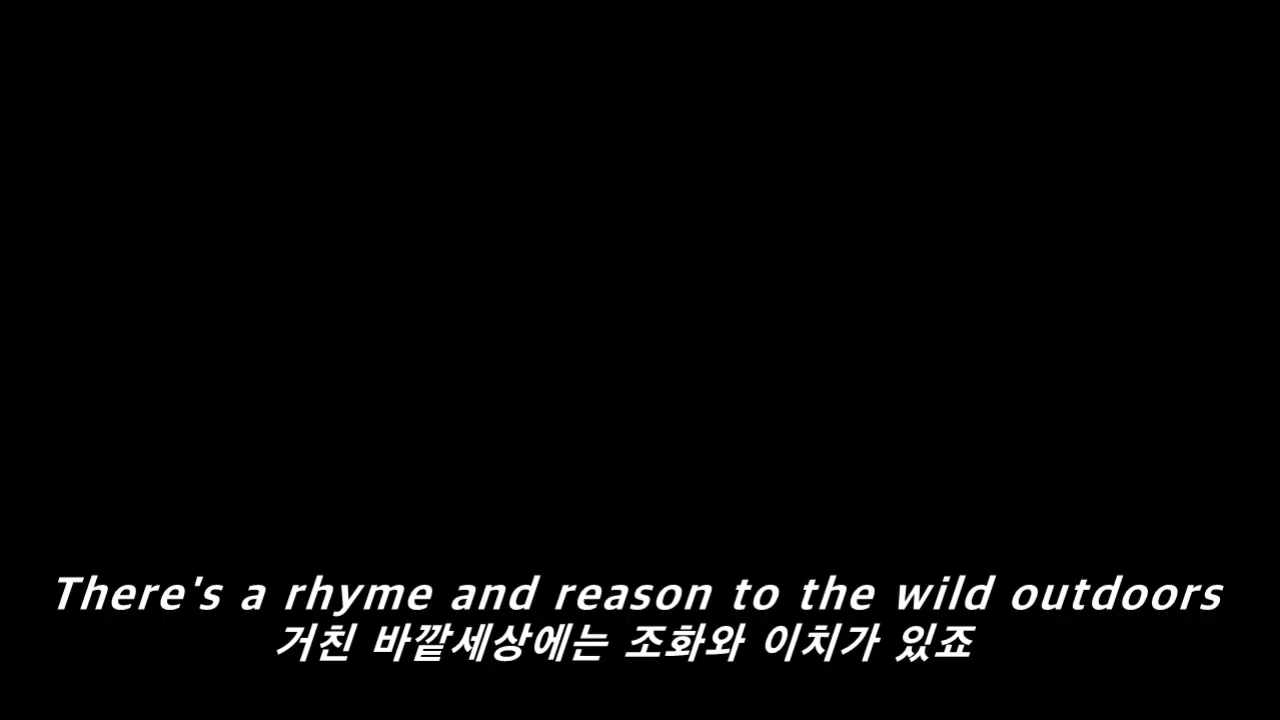 There's a rhyme and reason to the wild outdoors
거친 바깥세상에는 조화와 이치가 있죠